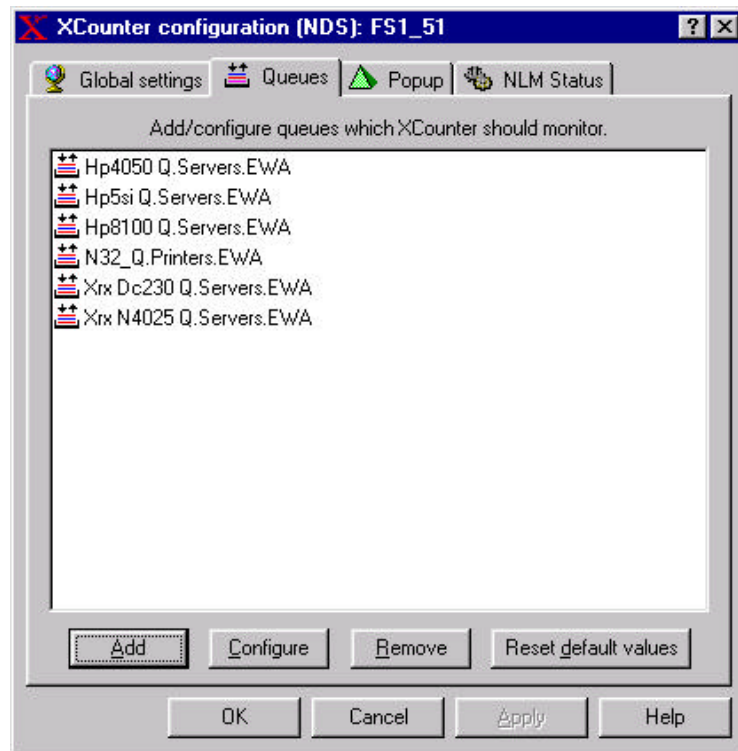 XCounter configuration (NDS): FS1_51
Global settings Queues Popup NLM Status
Add/configure queues which XCounter should monitor.
Hp4050 Q.Servers.EWA
Hp5si Q.Servers.EWA
Hp8100 Q.Servers.EWA
N32_Q.Printers.EWA
Xrx Dc230 Q.Servers.EWA
Xrx N4025 Q.Servers.EWA
Add Configure Remove Reset default values
OK Cancel Apply Help